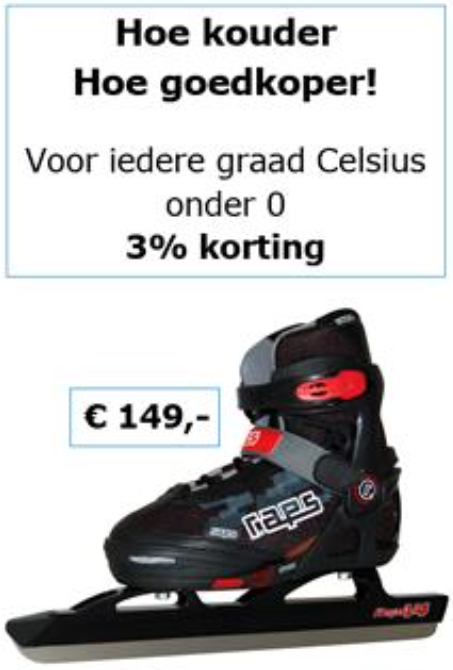 Hoe kouder
Hoe goedkoper!
Voor iedere graad Celsius
onder 0
3% korting
€ 149,-
raps